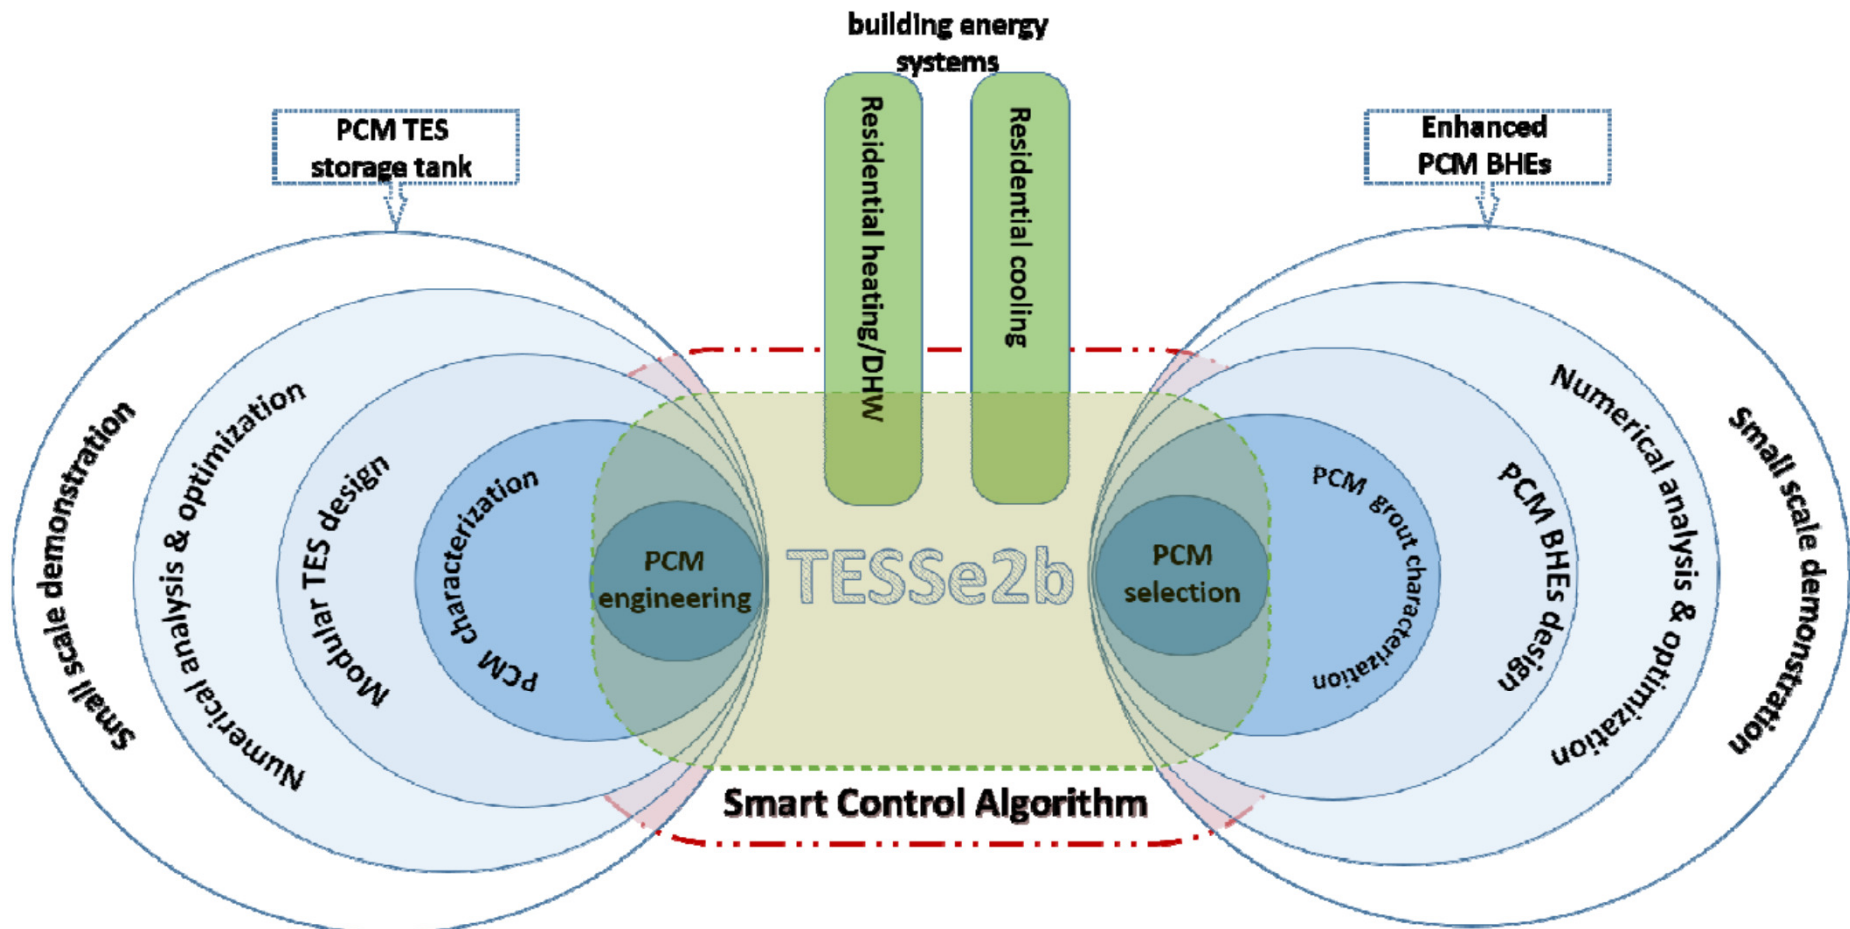 building energy
systems
PCM TES
storage tank
Residential heating/DHW
Residential cooling
Enhanced
PCM BHEs
Small scale demonstration
Numerical analysis & optimization
Modular TES design
PCM characterization
PCM
engineering
TESSe2b
PCM
selection
PCM grout characterization
PCM BHEs design
Numerical analysis & optimization
Small scale demonstration
Smart Control Algorithm